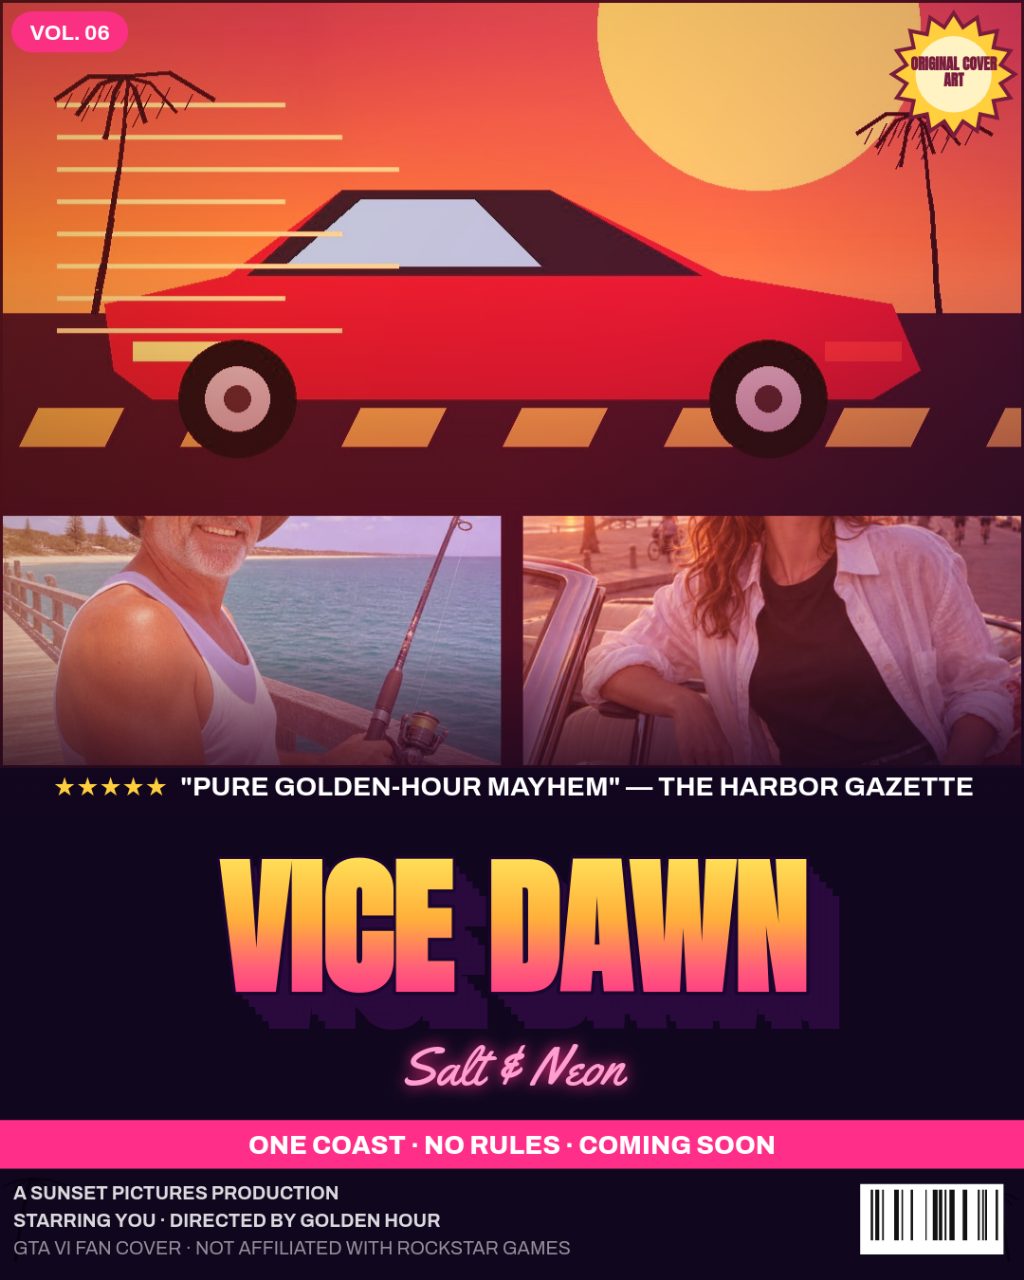 VOL. 06
ORIGINAL COVER
ART
★★★★★ "PURE GOLDEN-HOUR MAYHEM" — THE HARBOR GAZETTE
VICE DAWN
Salt & Neon
ONE COAST · NO RULES · COMING SOON
A SUNSET PICTURES PRODUCTION
STARRING YOU · DIRECTED BY GOLDEN HOUR
GTA VI FAN COVER · NOT AFFILIATED WITH ROCKSTAR GAMES